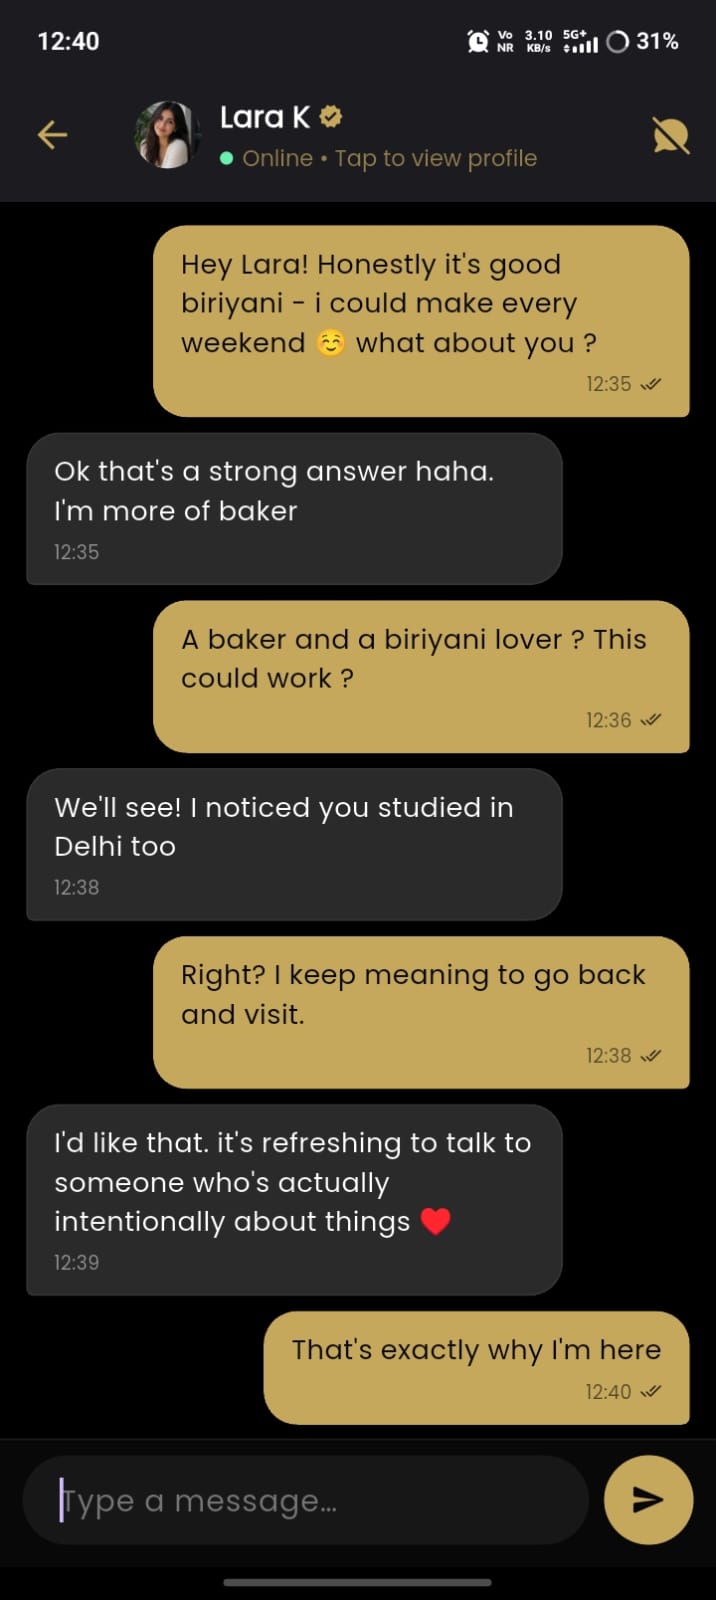 12:40
Vo
NR
3.10
KB/s
5G+
31%
Lara K
Online • Tap to view profile
Hey Lara! Honestly it's good
biriyani - i could make every
weekend ☺️ what about you ?
12:35
Ok that's a strong answer haha.
I'm more of baker
12:35
A baker and a biriyani lover ? This
could work ?
12:36
We'll see! I noticed you studied in
Delhi too
12:38
Right? I keep meaning to go back
and visit.
12:38
I'd like that. it's refreshing to talk to
someone who's actually
intentionally about things ❤️
12:39
That's exactly why I'm here
12:40
Type a message...